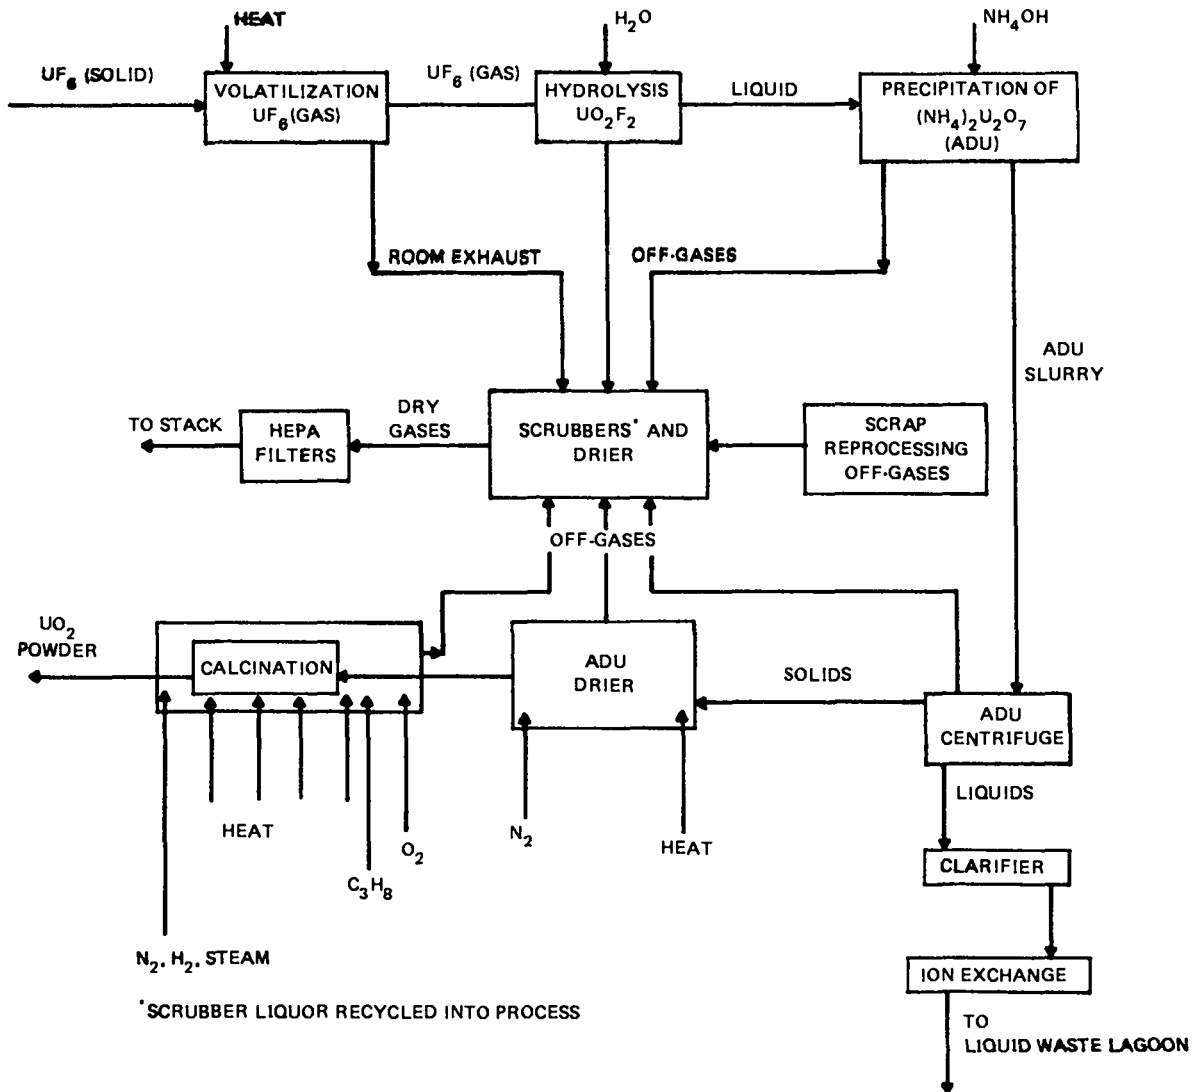 HEAT
H₂O
NH₄OH
UF₆ (SOLID)
VOLATILIZATION
UF₆(GAS)
UF₆ (GAS)
HYDROLYSIS
UO₂F₂
LIQUID
PRECIPITATION OF
(NH₄)₂U₂O₇
(ADU)
ROOM EXHAUST
OFF-GASES
ADU
SLURRY
TO STACK
HEPA
FILTERS
DRY
GASES
SCRUBBERS* AND
DRIER
SCRAP
REPROCESSING
OFF-GASES
OFF-GASES
UO₂
POWDER
CALCINATION
ADU
DRIER
SOLIDS
ADU
CENTRIFUGE
HEAT
O₂
C₃H₈
N₂
HEAT
LIQUIDS
CLARIFIER
N₂, H₂, STEAM
ION EXCHANGE
*SCRUBBER LIQUOR RECYCLED INTO PROCESS
TO
LIQUID WASTE LAGOON